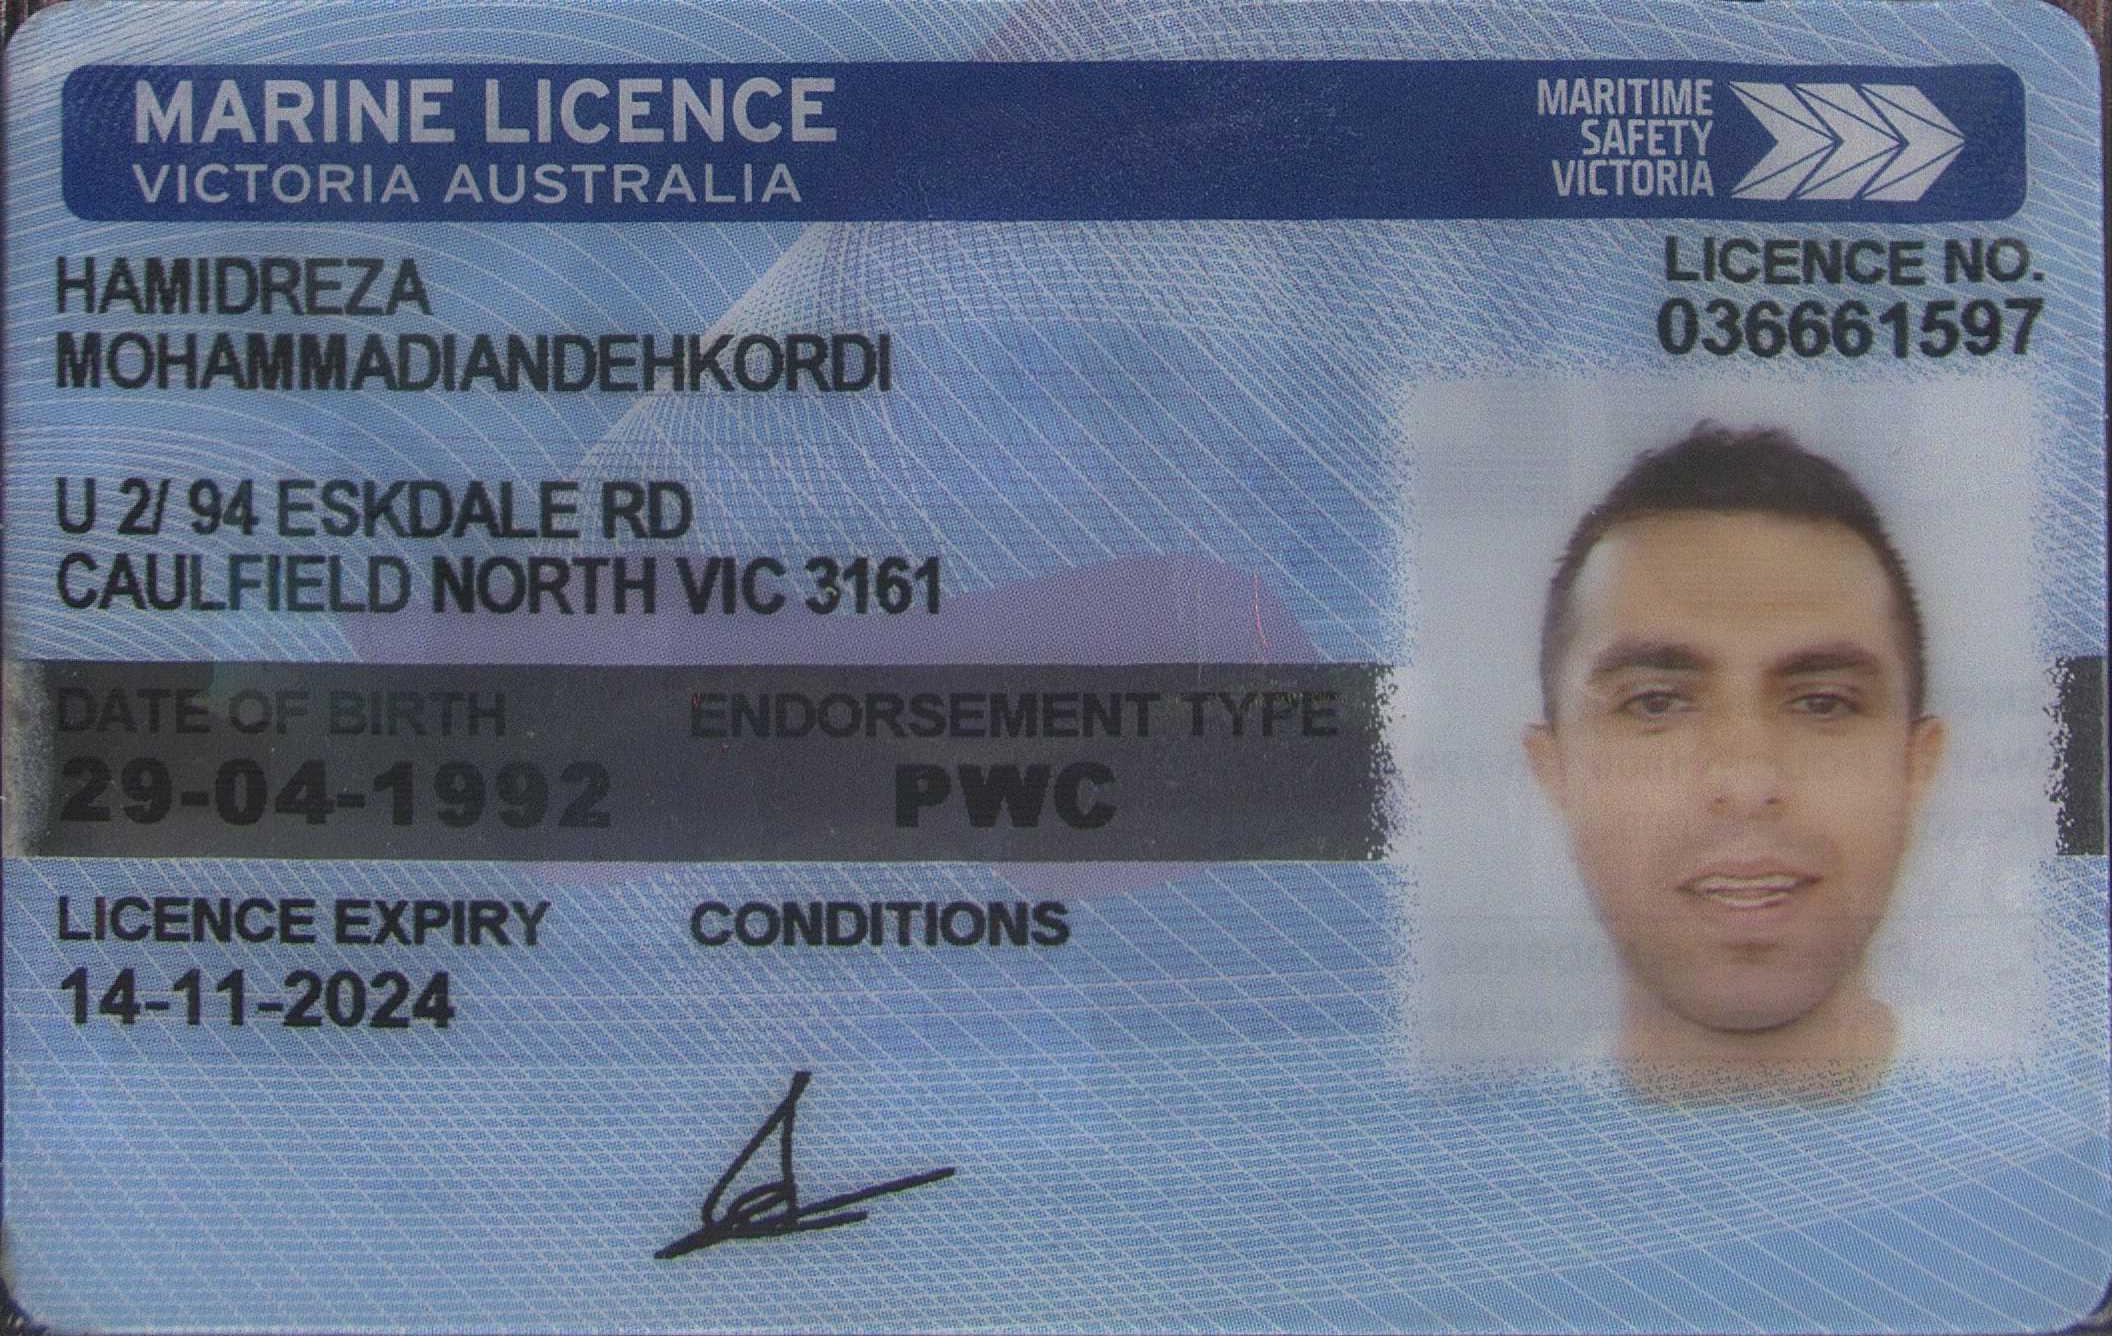 MARINE LICENCE
VICTORIA AUSTRALIA
MARITIME
SAFETY
VICTORIA
HAMIDREZA
MOHAMMADIANDEHKORDI
LICENCE NO.
036661597
U 2/ 94 ESKDALE RD
CAULFIELD NORTH VIC 3161
DATE OF BIRTH ENDORSEMENT TYPE
29-04-1992 PWC
LICENCE EXPIRY CONDITIONS
14-11-2024